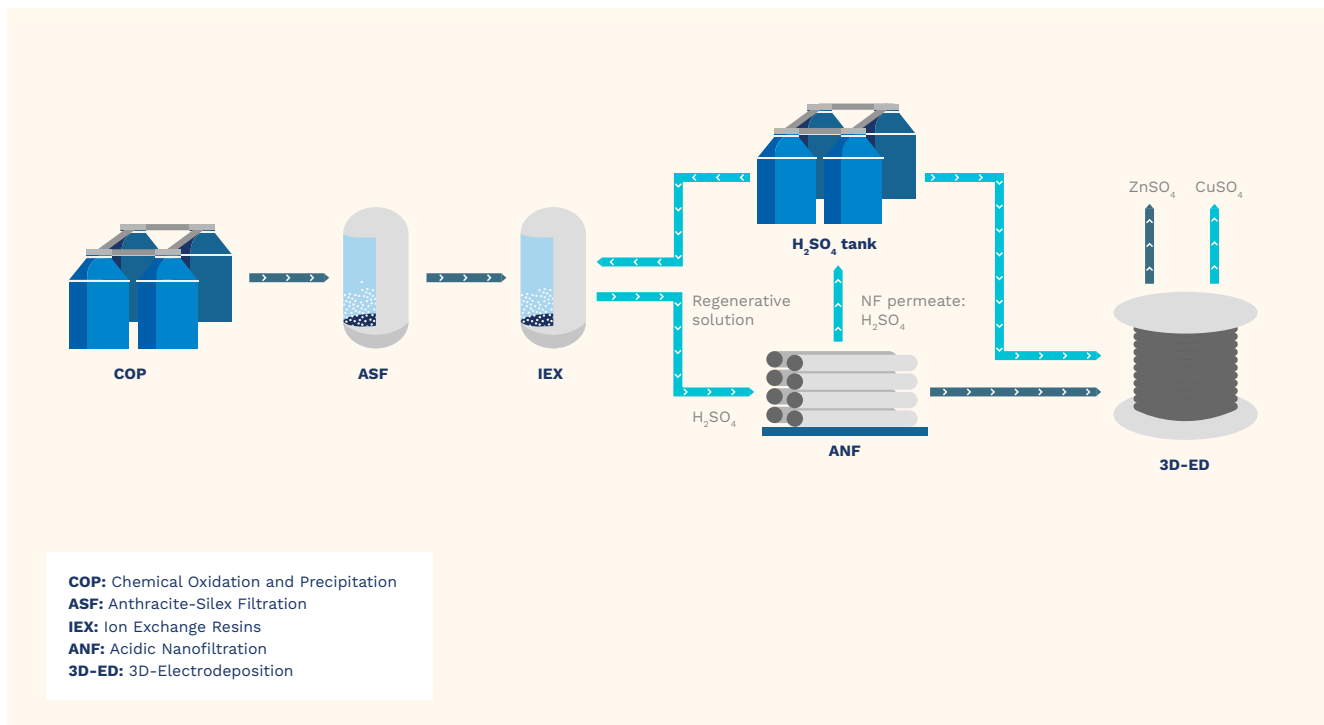 ZnSO₄ CuSO₄
H₂SO₄ tank
Regenerative
solution
NF permeate:
H₂SO₄
COP
ASF
IEX
H₂SO₄
ANF
3D-ED
COP: Chemical Oxidation and Precipitation
ASF: Anthracite-Silex Filtration
IEX: Ion Exchange Resins
ANF: Acidic Nanofiltration
3D-ED: 3D-Electrodeposition